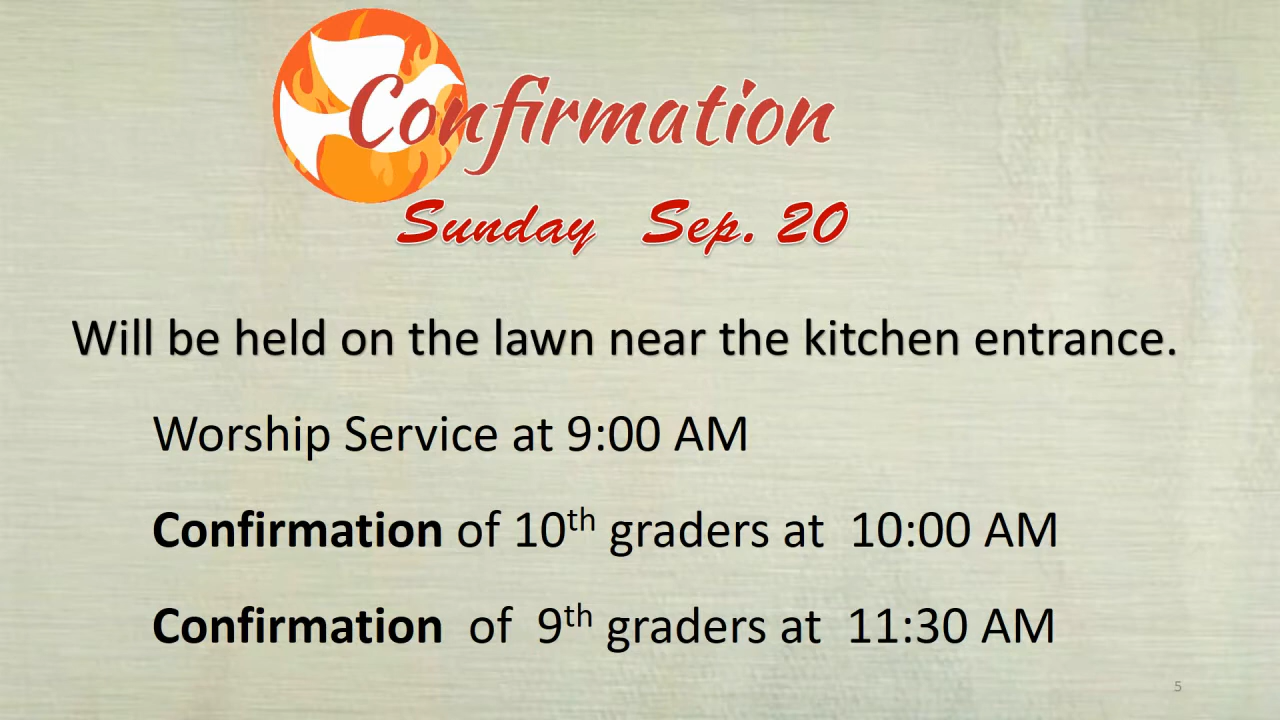 Confirmation
Sunday Sep. 20
Will be held on the lawn near the kitchen entrance.
Worship Service at 9:00 AM
Confirmation of 10th graders at 10:00 AM
Confirmation of 9th graders at 11:30 AM
5